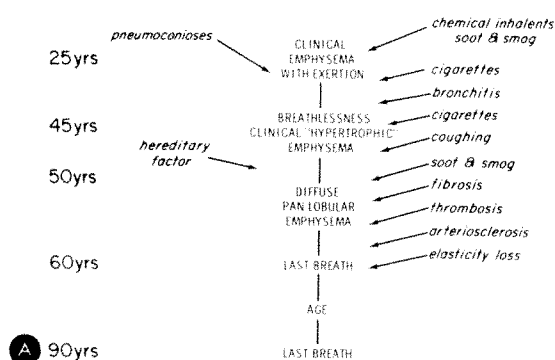 chemical inhalents
soot & smog
pneumoconioses
CLINICAL
EMPHYSEMA
WITH EXERTION
25yrs
cigarettes
bronchitis
BREATHLESSNESS
CLINICAL "HYPERTROPHIC"
EMPHYSEMA
45yrs
cigarettes
coughing
hereditary
factor
soot & smog
50yrs
fibrosis
DIFFUSE
PAN LOBULAR
EMPHYSEMA
thrombosis
arteriosclerosis
elasticity loss
60yrs
LAST BREATH
AGE
A
90yrs
LAST BREATH